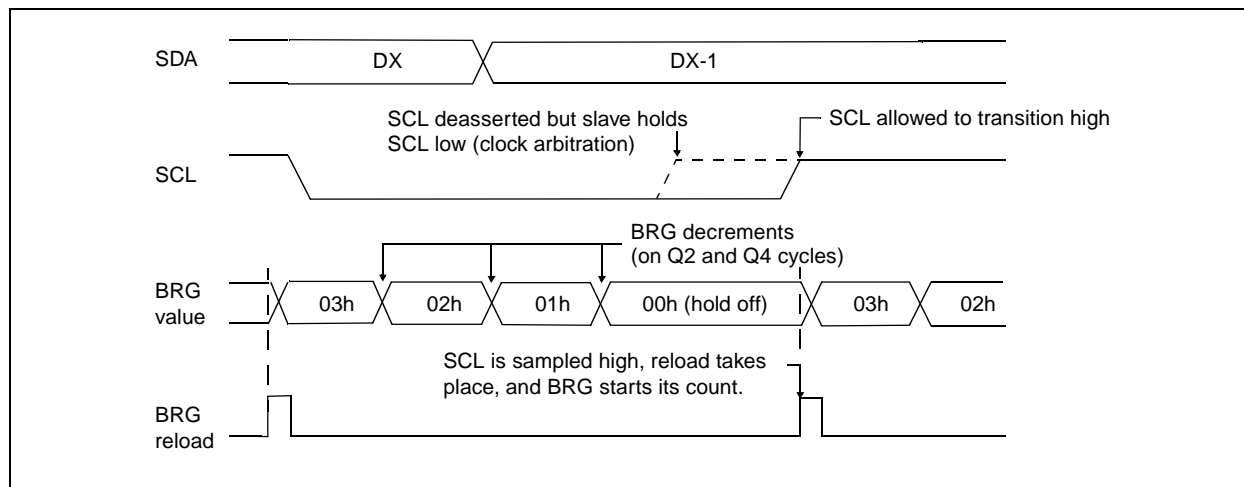 SDA
DX
DX-1
SCL deasserted but slave holds
SCL low (clock arbitration)
SCL allowed to transition high
SCL
BRG decrements
(on Q2 and Q4 cycles)
BRG
value
03h
02h
01h
00h (hold off)
03h
02h
SCL is sampled high, reload takes
place, and BRG starts its count.
BRG
reload